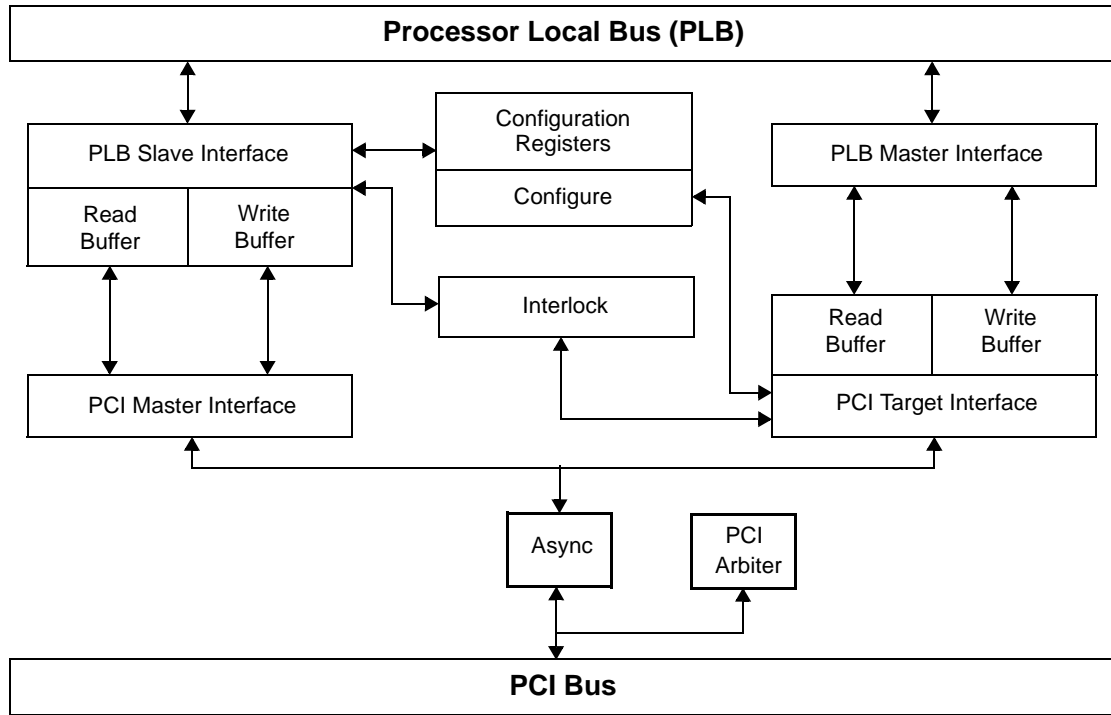 Processor Local Bus (PLB)
PLB Slave Interface
Read
Buffer
Write
Buffer
Configuration
Registers
Configure
PLB Master Interface
Interlock
Read
Buffer
Write
Buffer
PCI Master Interface
PCI Target Interface
Async
PCI
Arbiter
PCI Bus